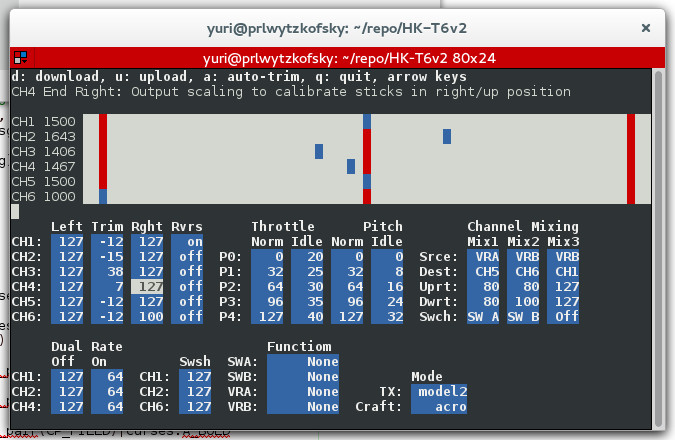 yuri@prlwytzkofsky: ~/repo/HK-T6v2
yuri@prlwytzkofsky: ~/repo/HK-T6v2 80x24
d: download, u: upload, a: auto-trim, q: quit, arrow keys
CH4 End Right: Output scaling to calibrate sticks in right/up position
CH1 1500
CH2 1643
CH3 1406
CH4 1467
CH5 1500
CH6 1000
Left Trim Rght Rvrs Throttle Pitch Channel Mixing
Norm Idle Norm Idle Mix1 Mix2 Mix3
CH1: 127 -12 127 on
CH2: 127 -15 127 off P0: 0 20 0 0 Srce: VRA VRB VRB
CH3: 127 38 127 off P1: 32 25 32 8 Dest: CH5 CH6 CH1
CH4: 127 7 127 off P2: 64 30 64 16 Uprt: 80 80 127
CH5: 127 -12 127 off P3: 96 35 96 24 Dwrt: 80 100 127
CH6: 127 -12 100 off P4: 127 40 127 32 Swch: SW A SW B Off
Dual Rate Functiom
Off On Swsh SWA: None
CH1: 127 64 CH1: 127 SWB: None Mode
CH2: 127 64 CH2: 127 VRA: None TX: model2
CH4: 127 64 CH6: 127 VRB: None Craft: acro
pair(CP_FIELD)|curses.A_BOLD